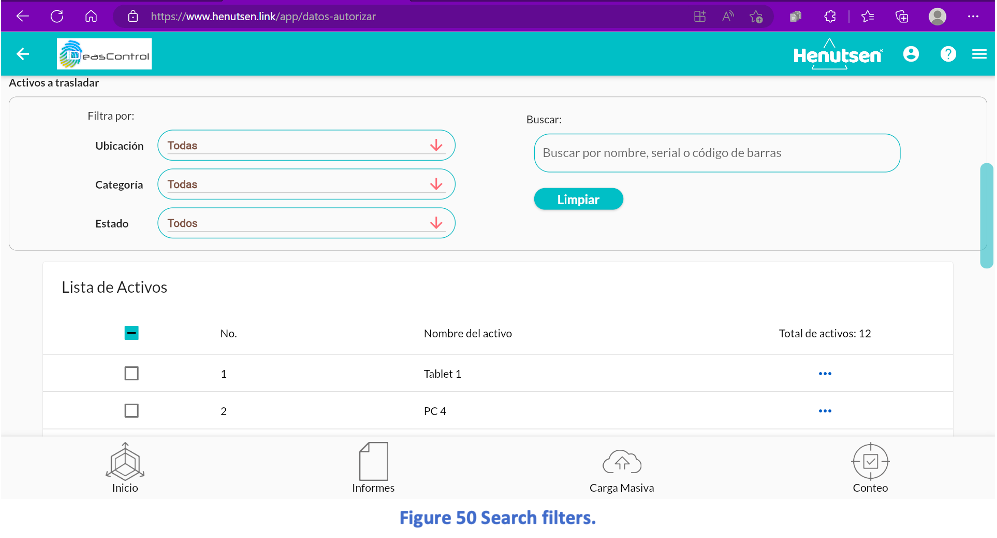 https://www.henutsen.link/app/datos-autorizar
IDeasControl
Henutsen
Activos a trasladar
Filtra por:
Buscar:
Ubicación Todas
Buscar por nombre, serial o código de barras
Categoría Todas
Limpiar
Estado Todos
Lista de Activos
No. Nombre del activo Total de activos: 12
1 Tablet 1
2 PC 4
Inicio Informes Carga Masiva Conteo
Figure 50 Search filters.